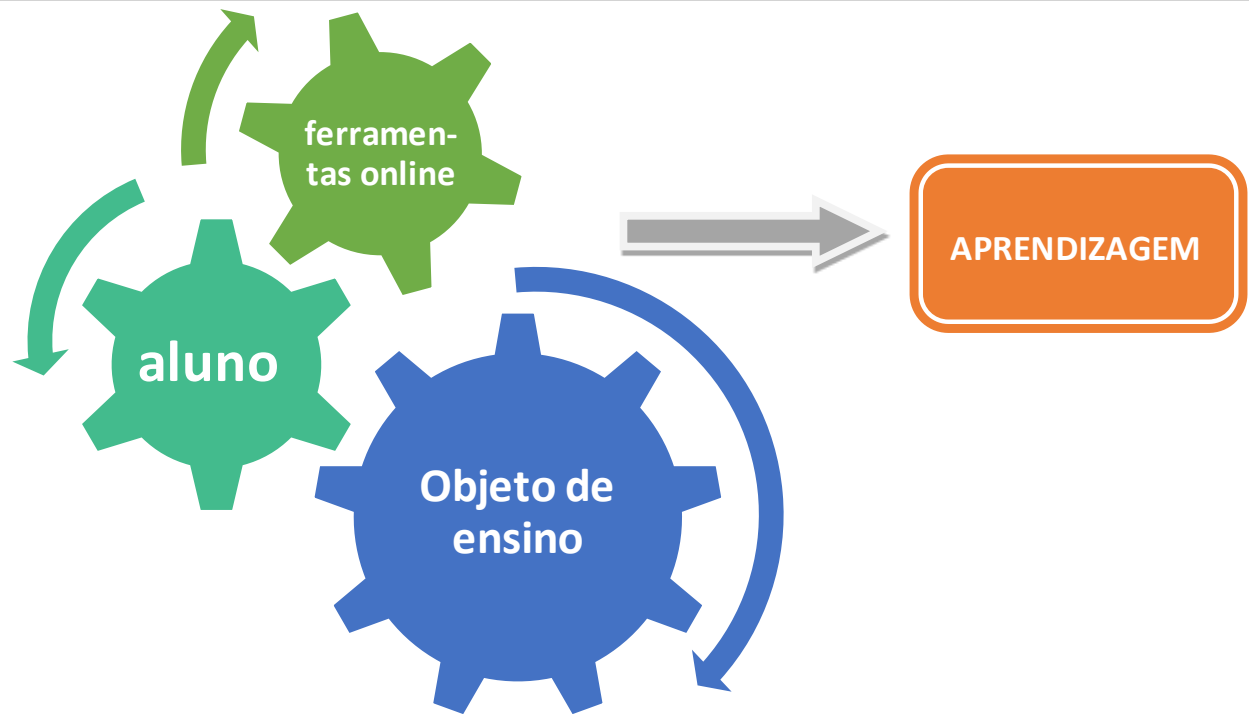 ferramen-
tas online
APRENDIZAGEM
aluno
Objeto de
ensino